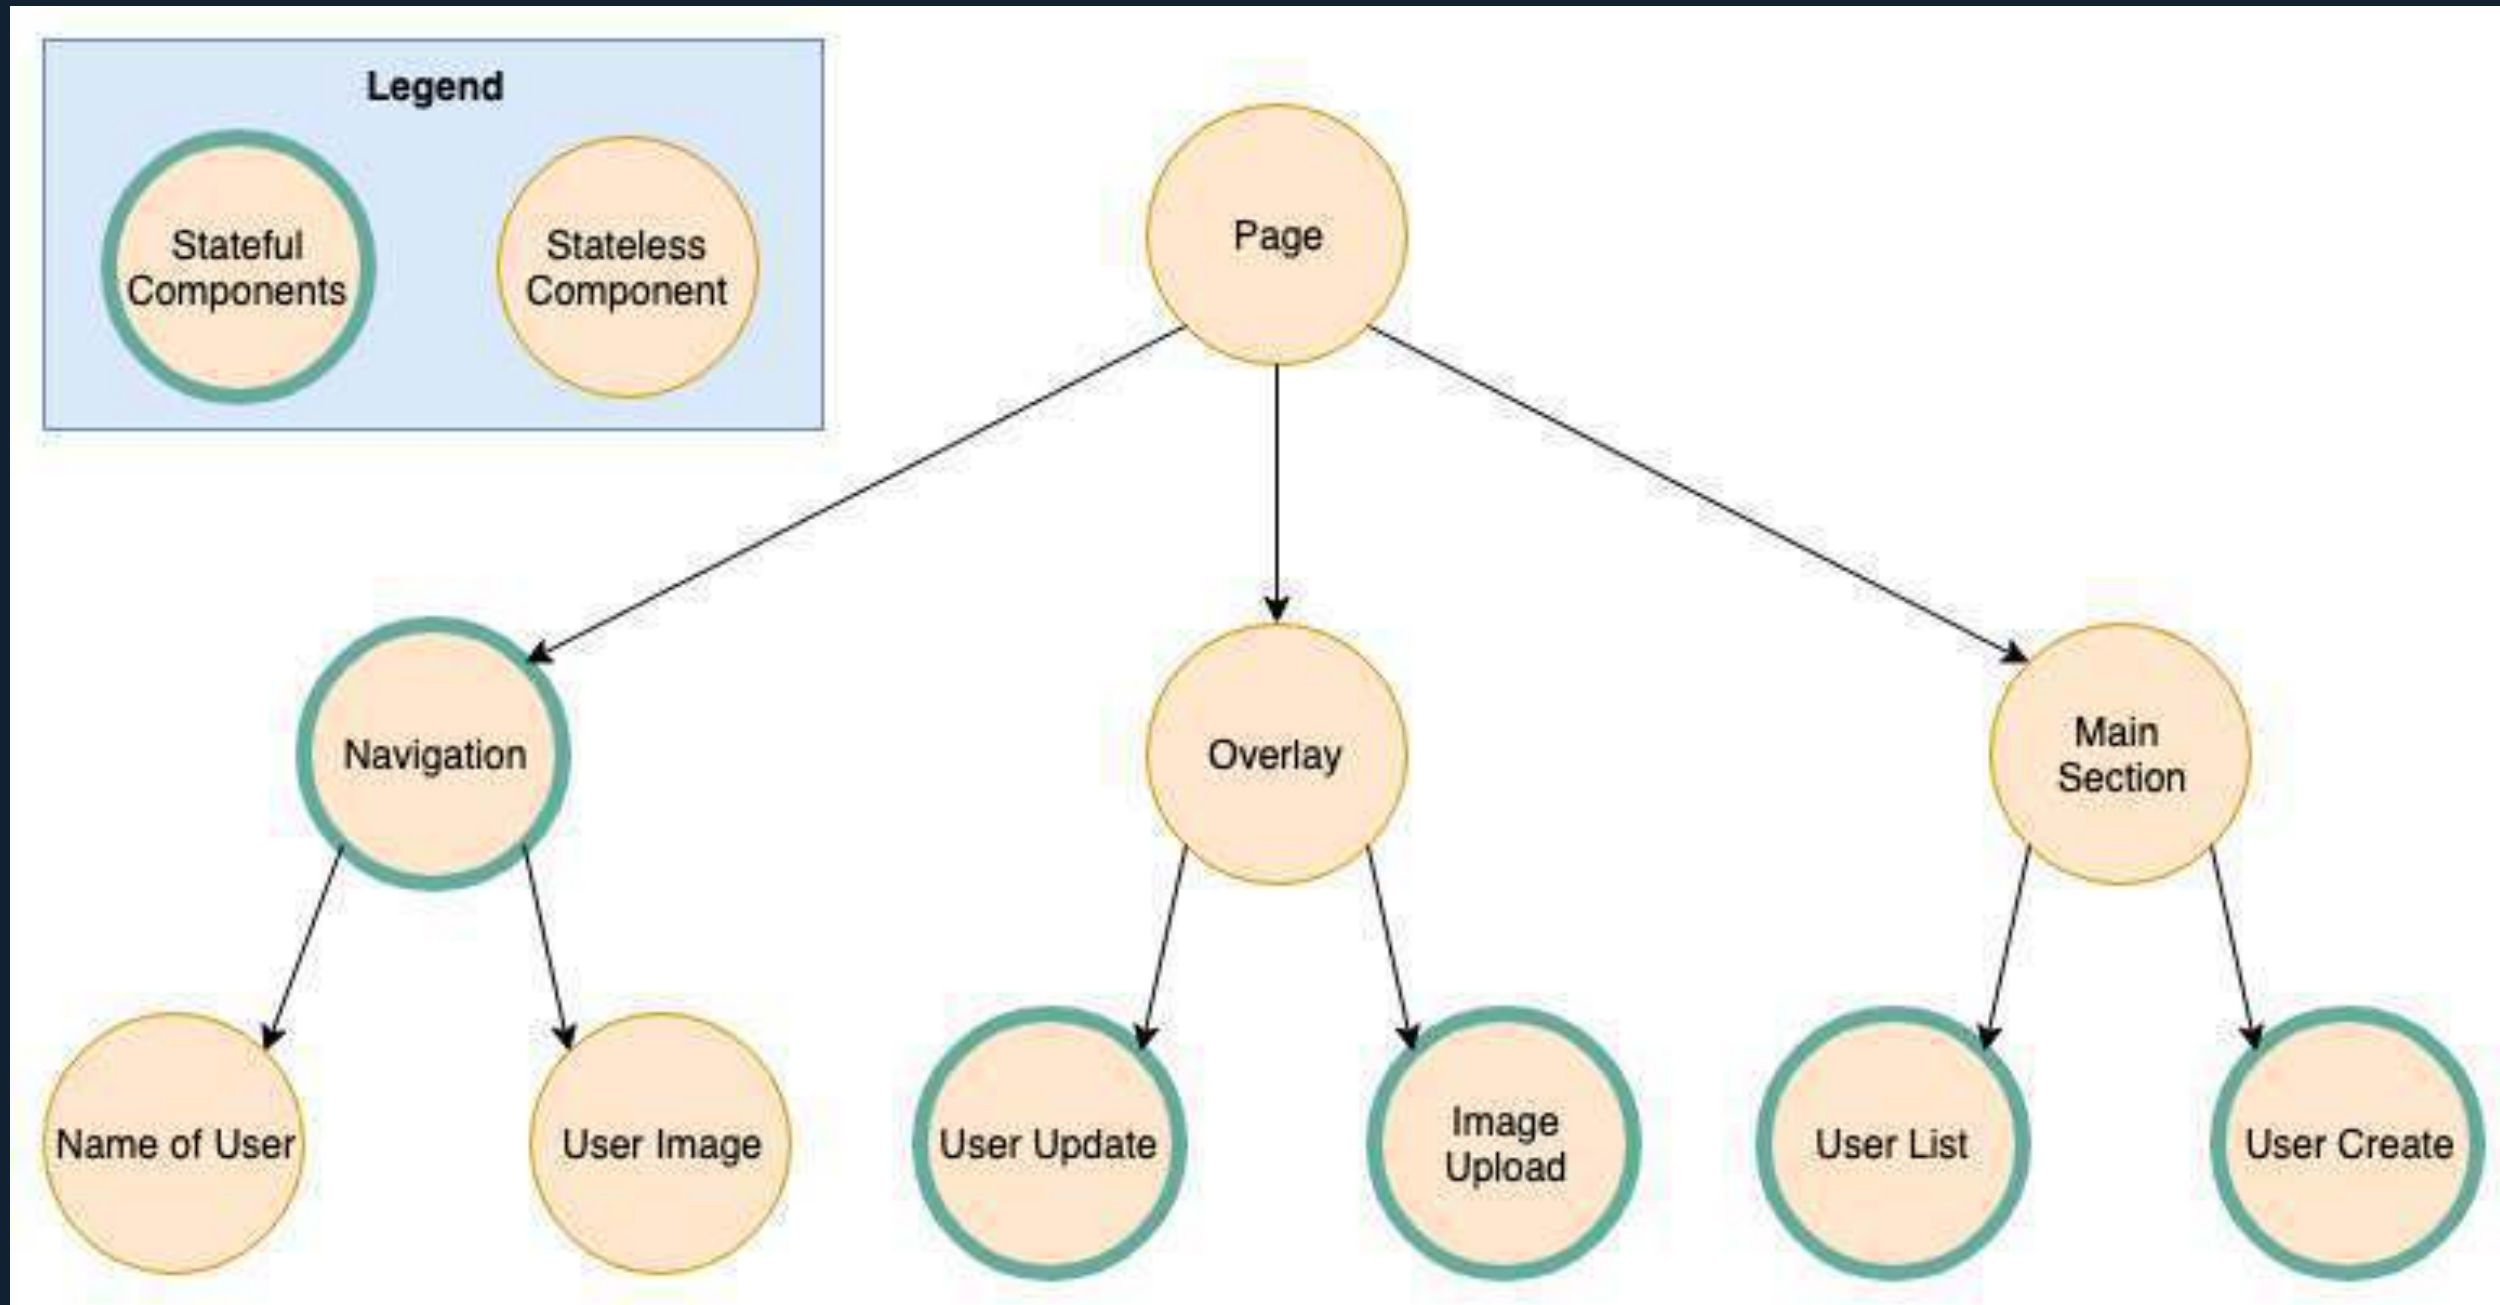 Legend
Stateful
Components
Stateless
Component
Page
Navigation
Overlay
Main
Section
Name of User
User Image
User Update
Image
Upload
User List
User Create